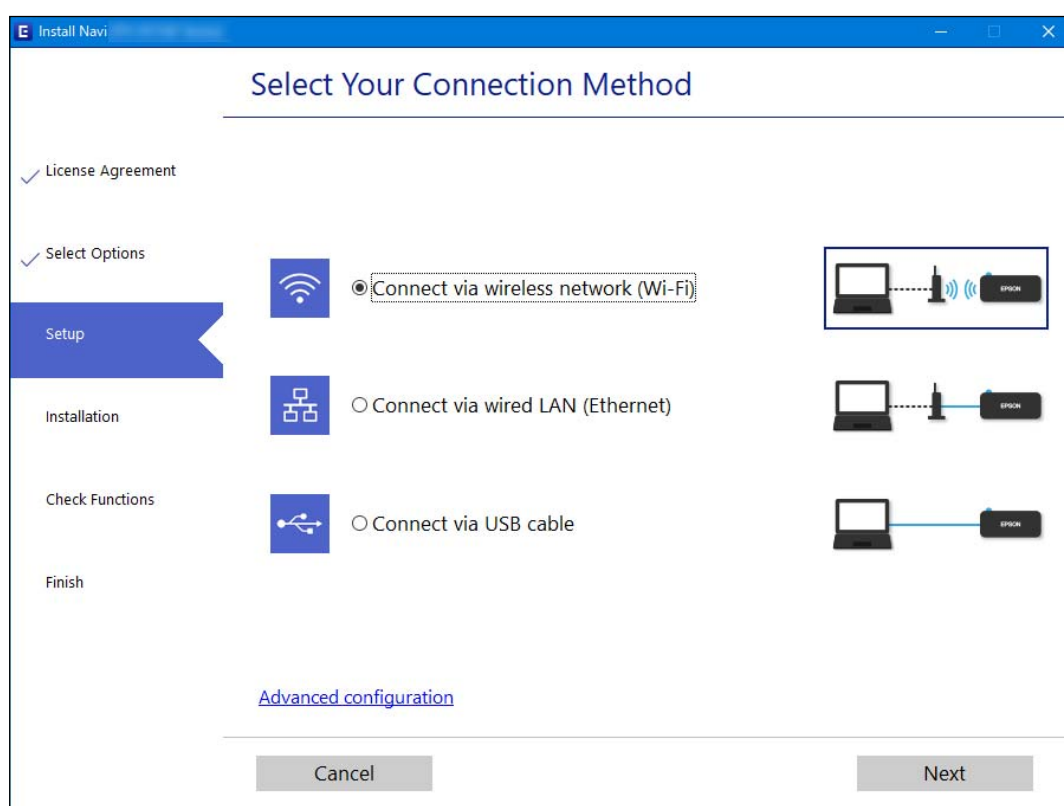 Install Navi
Select Your Connection Method
License Agreement
Select Options
Setup
Installation
Check Functions
Finish
Connect via wireless network (Wi-Fi)
EPSON
Connect via wired LAN (Ethernet)
EPSON
Connect via USB cable
EPSON
Advanced configuration
Cancel
Next